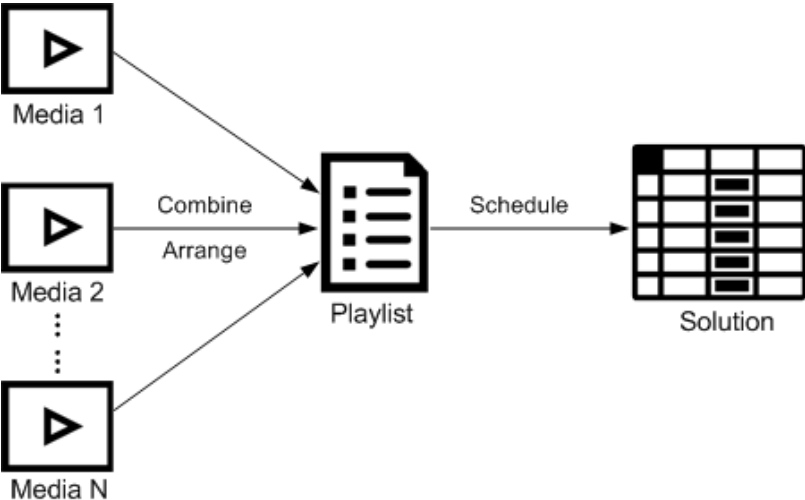 Media 1
Combine
Arrange
Media 2
Media N
Playlist
Schedule
Solution